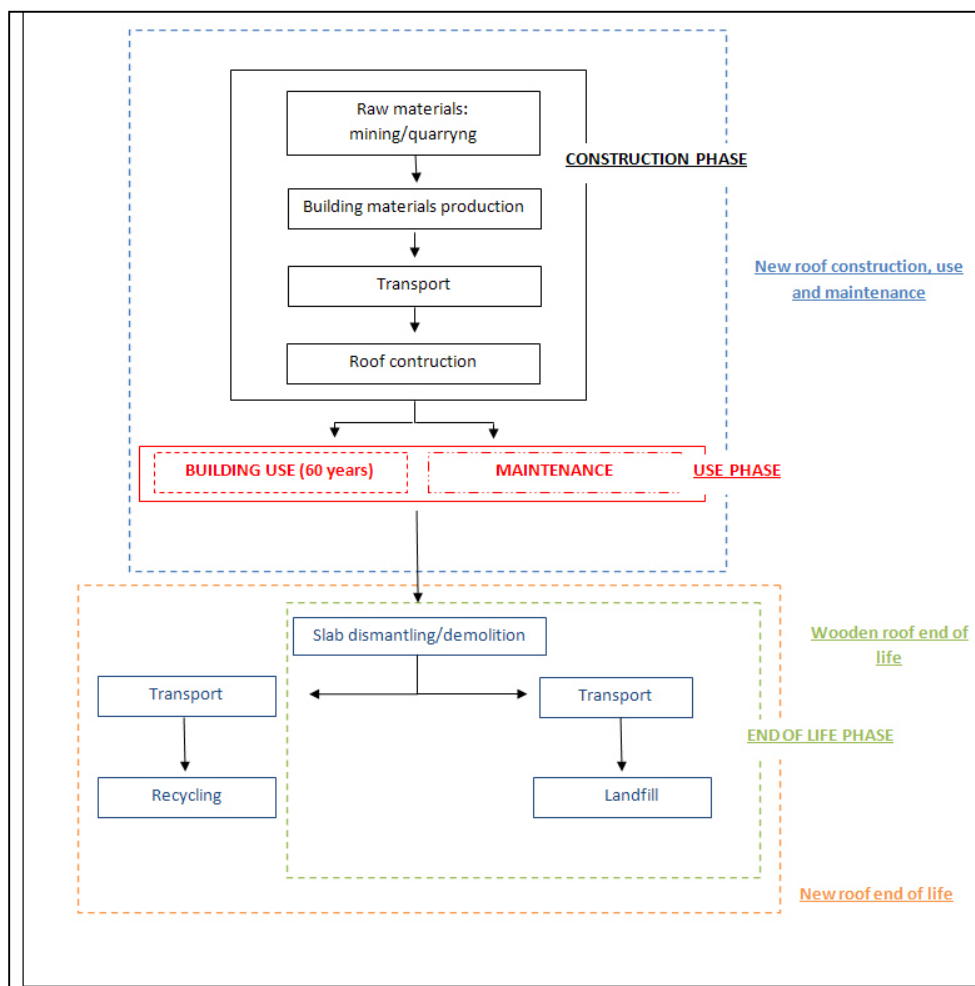 Raw materials:
mining/quarryng
CONSTRUCTION PHASE
Building materials production
New roof construction, use
and maintenance
Transport
Roof contruction
BUILDING USE (60 years)
MAINTENANCE
USE PHASE
Slab dismantling/demolition
Wooden roof end of
life
Transport
Transport
END OF LIFE PHASE
Recycling
Landfill
New roof end of life